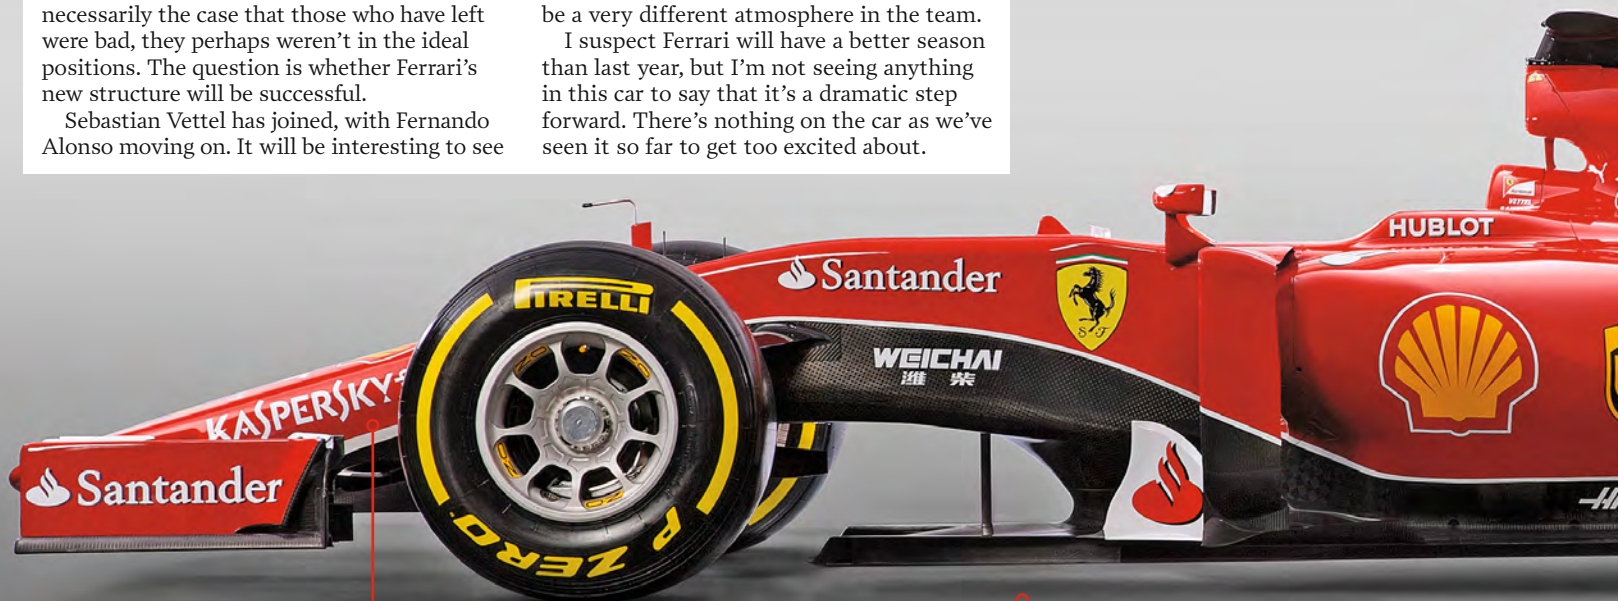 necessarily the case that those who have left
were bad, they perhaps weren’t in the ideal
positions. The question is whether Ferrari’s
new structure will be successful.
Sebastian Vettel has joined, with Fernando
Alonso moving on. It will be interesting to see
be a very different atmosphere in the team.
I suspect Ferrari will have a better season
than last year, but I’m not seeing anything
in this car to say that it’s a dramatic step
forward. There’s nothing on the car as we’ve
seen it so far to get too excited about.
VETTEL
HUBLOT
Santander
S F
PIRELLI
WEICHAI
潍柴
KASPERSKY
Santander
P ZERO